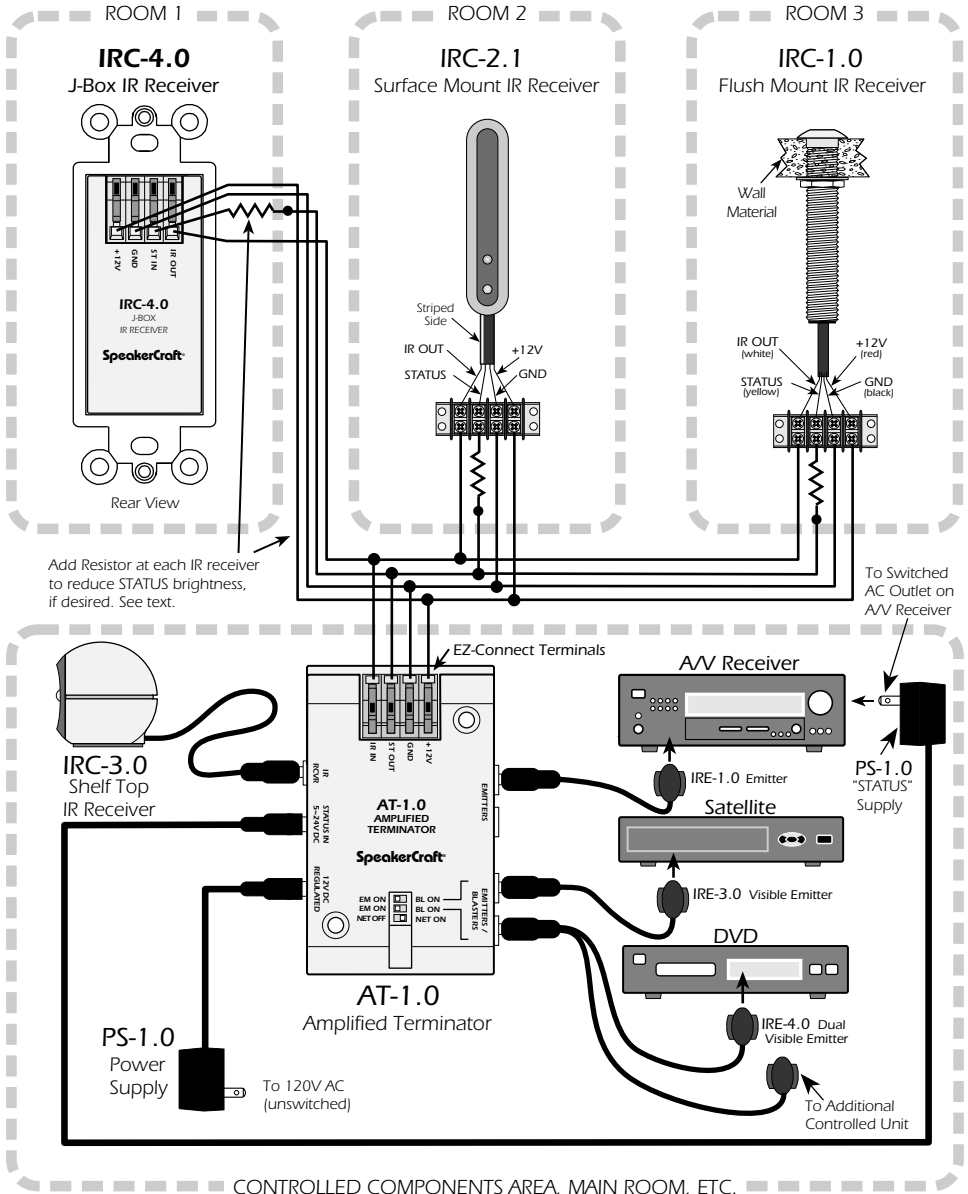 ROOM 1
ROOM 2
ROOM 3
IRC-4.0
J-Box IR Receiver
IRC-2.1
Surface Mount IR Receiver
IRC-1.0
Flush Mount IR Receiver
Wall
Material
+12V
GND
ST IN
IR OUT
IRC-4.0
J-BOX
IR RECEIVER
SpeakerCraft
Rear View
Striped
Side
IR OUT
STATUS
+12V
GND
IR OUT
(white)
STATUS
(yellow)
+12V
(red)
GND
(black)
Add Resistor at each IR receiver
to reduce STATUS brightness,
if desired. See text.
To Switched
AC Outlet on
A/V Receiver
EZ-Connect Terminals
IRC-3.0
Shelf Top
IR Receiver
IR IN
ST OUT
GND
+12V
IR
RCVR
STATUS IN
5–24V DC
12V DC
REGULATED
EMITTERS
EMITTERS /
BLASTERS
AT-1.0
AMPLIFIED
TERMINATOR
SpeakerCraft
EM ON
BL ON
EM ON
BL ON
NET OFF
NET ON
AT-1.0
Amplified Terminator
A/V Receiver
IRE-1.0 Emitter
PS-1.0
"STATUS"
Supply
Satellite
IRE-3.0 Visible Emitter
DVD
IRE-4.0 Dual
Visible Emitter
To Additional
Controlled Unit
PS-1.0
Power
Supply
To 120V AC
(unswitched)
CONTROLLED COMPONENTS AREA, MAIN ROOM, ETC.